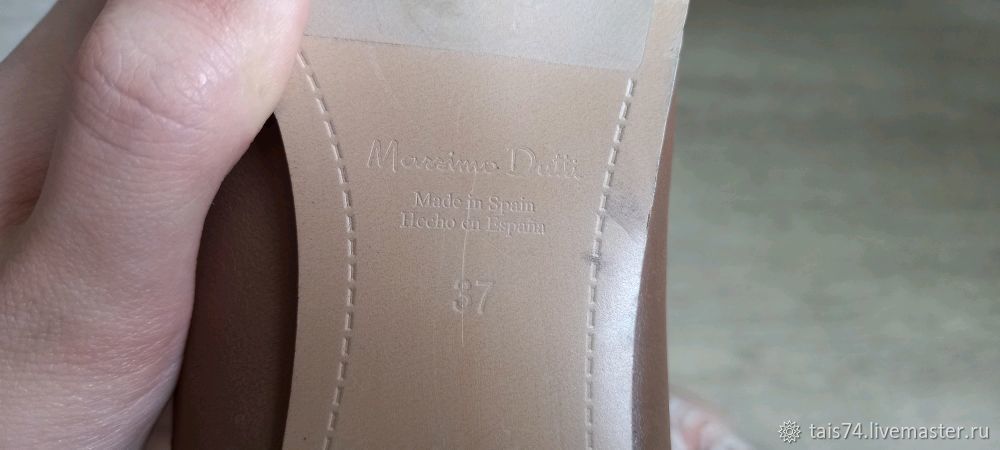 Massimo Dutti
Made in Spain
Hecho en España
37
tais74.livemaster.ru